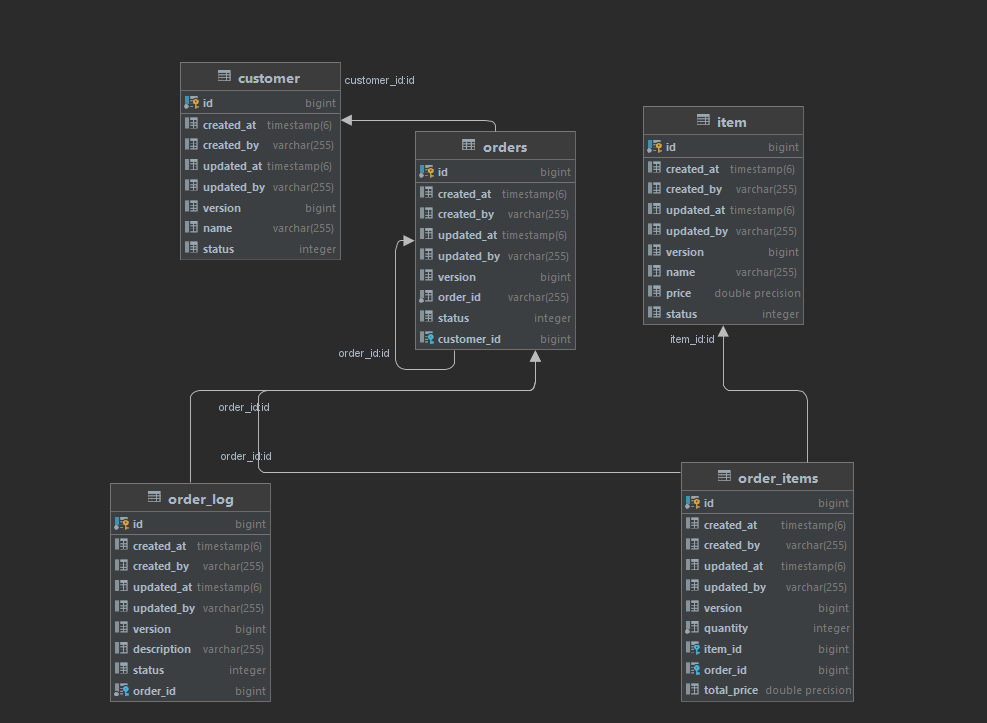 customer
id bigint
created_at timestamp(6)
created_by varchar(255)
updated_at timestamp(6)
updated_by varchar(255)
version bigint
name varchar(255)
status integer
customer_id:id
orders
id bigint
created_at timestamp(6)
created_by varchar(255)
updated_at timestamp(6)
updated_by varchar(255)
version bigint
order_id varchar(255)
status integer
customer_id bigint
item
id bigint
created_at timestamp(6)
created_by varchar(255)
updated_at timestamp(6)
updated_by varchar(255)
version bigint
name varchar(255)
price double precision
status integer
item_id:id
order_id:id
order_id:id
order_id:id
order_log
id bigint
created_at timestamp(6)
created_by varchar(255)
updated_at timestamp(6)
updated_by varchar(255)
version bigint
description varchar(255)
status integer
order_id bigint
order_items
id bigint
created_at timestamp(6)
created_by varchar(255)
updated_at timestamp(6)
updated_by varchar(255)
version bigint
quantity integer
item_id bigint
order_id bigint
total_price double precision